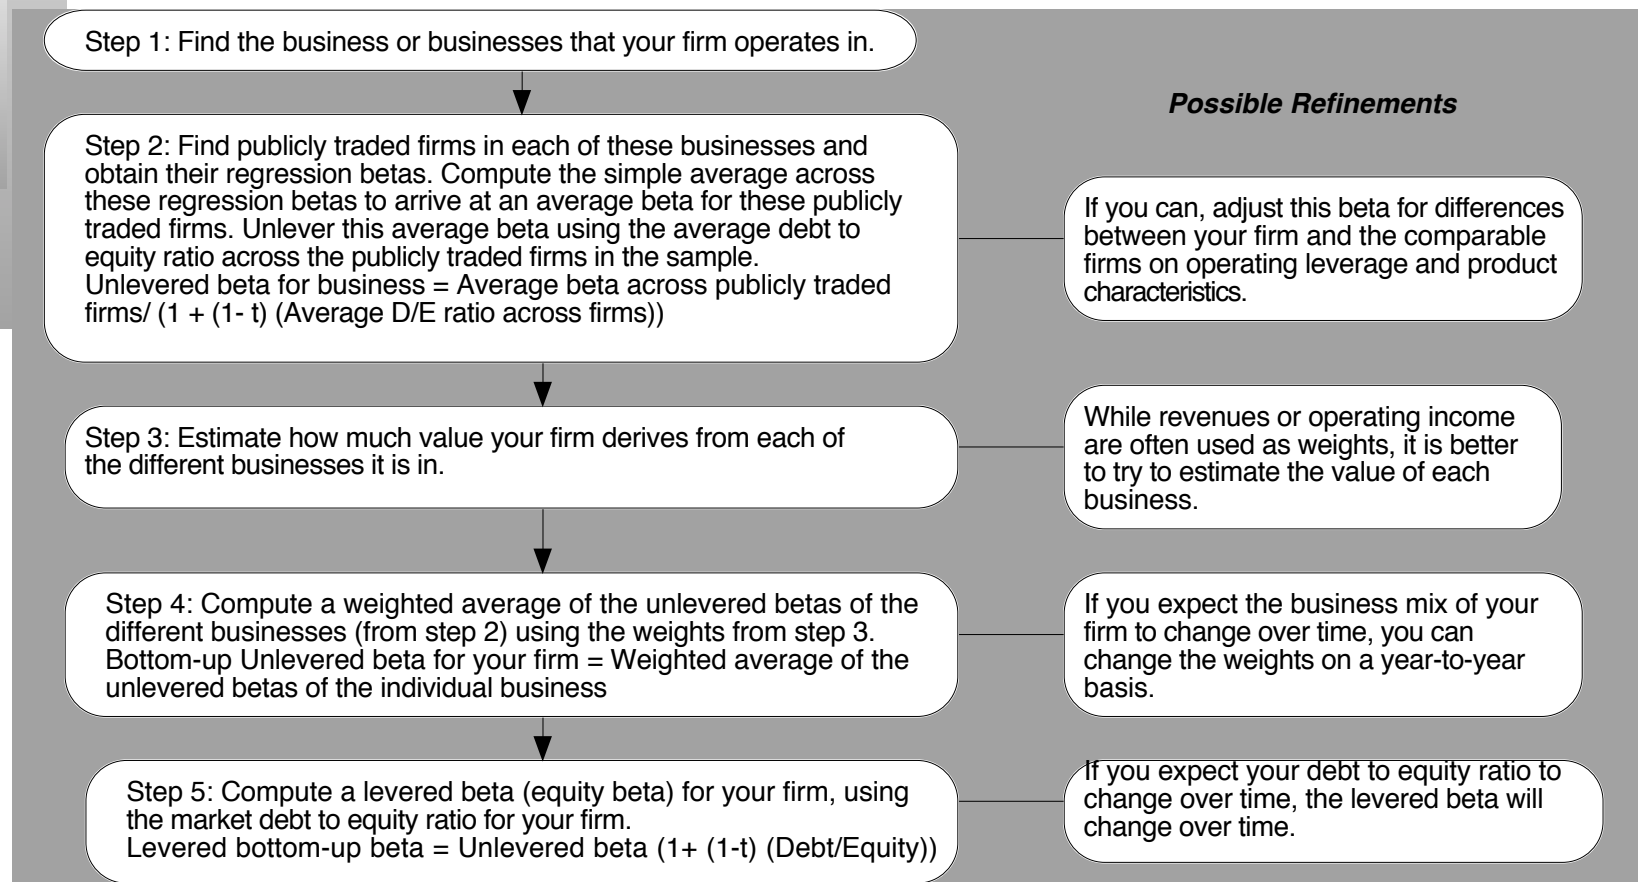 Step 1: Find the business or businesses that your firm operates in.
Possible Refinements
Step 2: Find publicly traded firms in each of these businesses and
obtain their regression betas. Compute the simple average across
these regression betas to arrive at an average beta for these publicly
traded firms. Unlever this average beta using the average debt to
equity ratio across the publicly traded firms in the sample.
Unlevered beta for business = Average beta across publicly traded
firms/ (1 + (1- t) (Average D/E ratio across firms))
If you can, adjust this beta for differences
between your firm and the comparable
firms on operating leverage and product
characteristics.
Step 3: Estimate how much value your firm derives from each of
the different businesses it is in.
While revenues or operating income
are often used as weights, it is better
to try to estimate the value of each
business.
Step 4: Compute a weighted average of the unlevered betas of the
different businesses (from step 2) using the weights from step 3.
Bottom-up Unlevered beta for your firm = Weighted average of the
unlevered betas of the individual business
If you expect the business mix of your
firm to change over time, you can
change the weights on a year-to-year
basis.
Step 5: Compute a levered beta (equity beta) for your firm, using
the market debt to equity ratio for your firm.
Levered bottom-up beta = Unlevered beta (1+ (1-t) (Debt/Equity))
If you expect your debt to equity ratio to
change over time, the levered beta will
change over time.